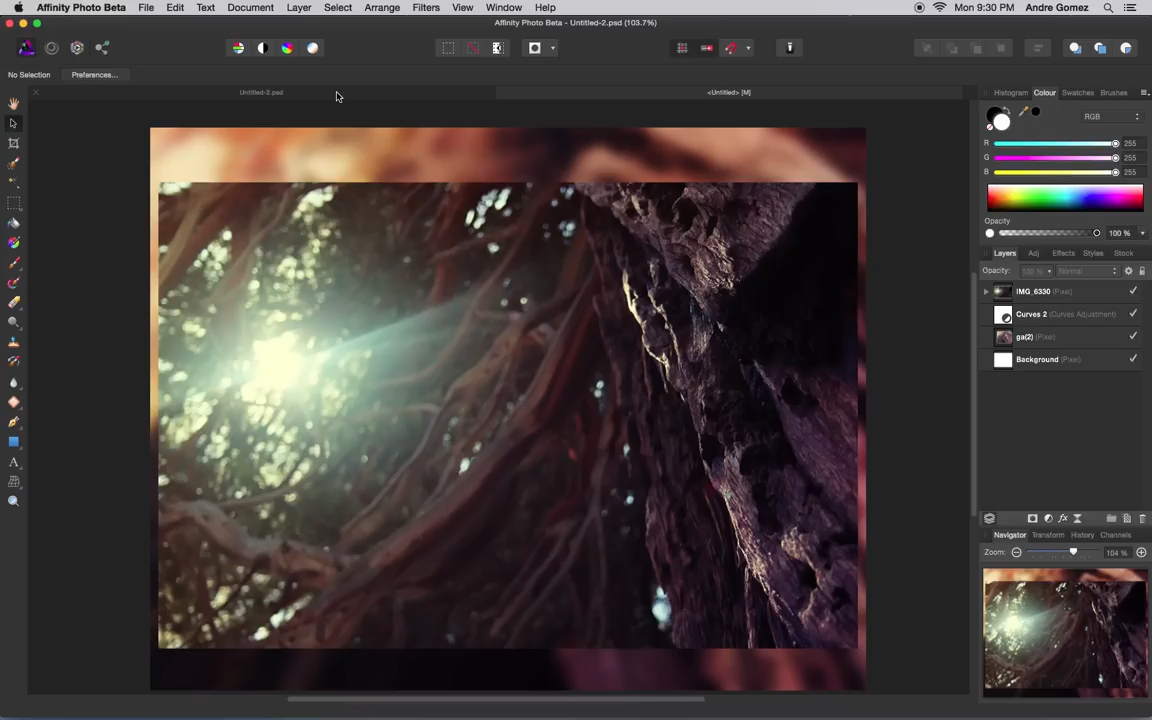 Affinity Photo Beta File Edit Text Document Layer Select Arrange Filters View Window Help Mon 9:30 PM Andre Gomez
Affinity Photo Beta - Untitled-2.psd (103.7%)
No Selection Preferences...
Untitled-2.psd <Untitled> [M]
Histogram Colour Swatches Brushes
RGB
R 255
G 255
B 255
Opacity
100 %
Layers Adj Effects Styles Stock
Opacity: 100 % Normal
IMG_6330 (Pixel)
Curves 2 (Curves Adjustment)
ga(2) (Pixel)
Background (Pixel)
fx
Navigator Transform History Channels
Zoom: 104 %
A